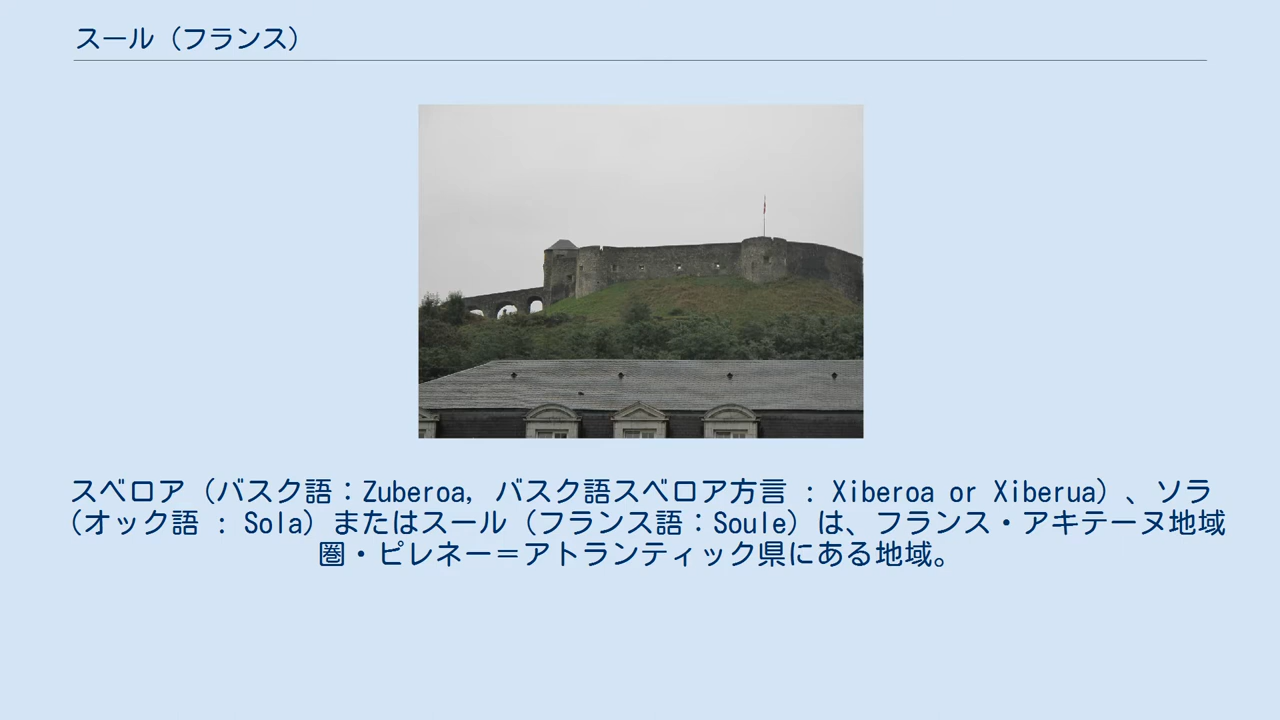 スール（フランス）
スベロア（バスク語：Zuberoa, バスク語スベロア方言 : Xiberoa or Xiberua）、ソラ
（オック語 : Sola）またはスール（フランス語：Soule）は、フランス・アキテーヌ地域
圏・ピレネー＝アトランティック県にある地域。